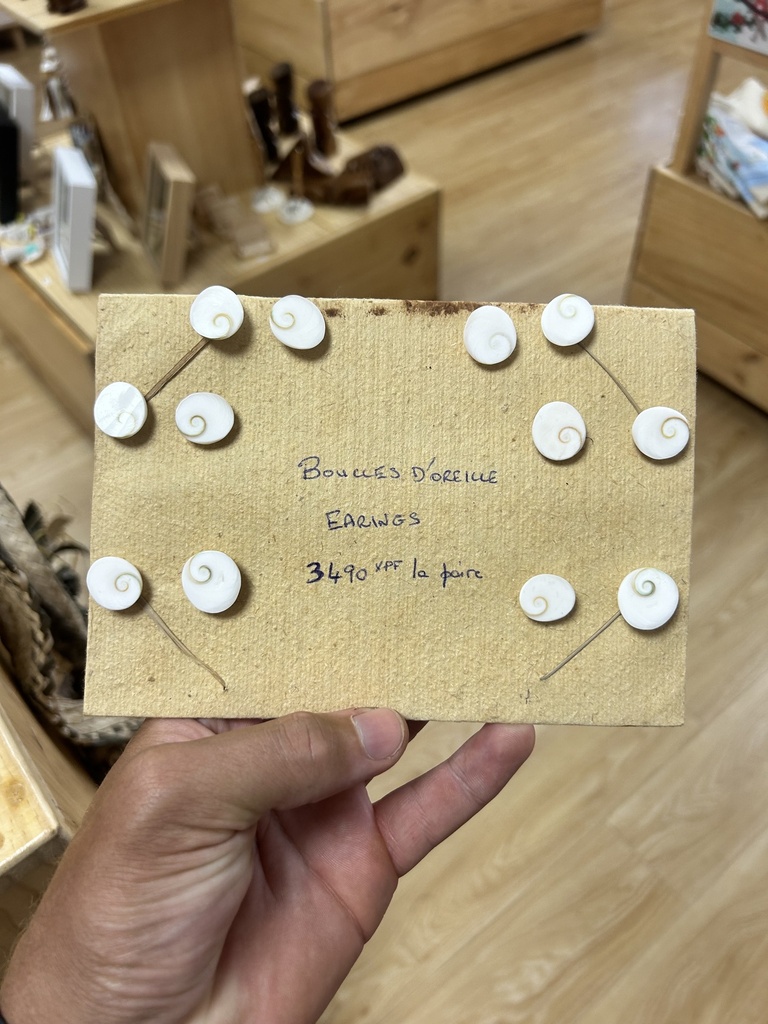 BOUCLES D'OREILLE
EARINGS
3490 XPF la paire